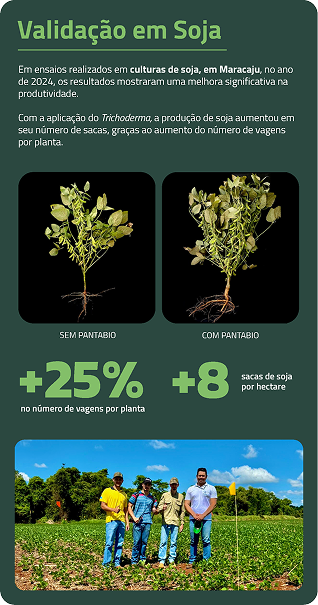 Validação em Soja
Em ensaios realizados em culturas de soja, em Maracaju, no ano
de 2024, os resultados mostraram uma melhora significativa na
produtividade.
Com a aplicação do Trichoderma, a produção de soja aumentou em
seu número de sacas, graças ao aumento do número de vagens
por planta.
SEM PANTABIO
COM PANTABIO
+25%
no número de vagens por planta
+8 sacas de soja
por hectare